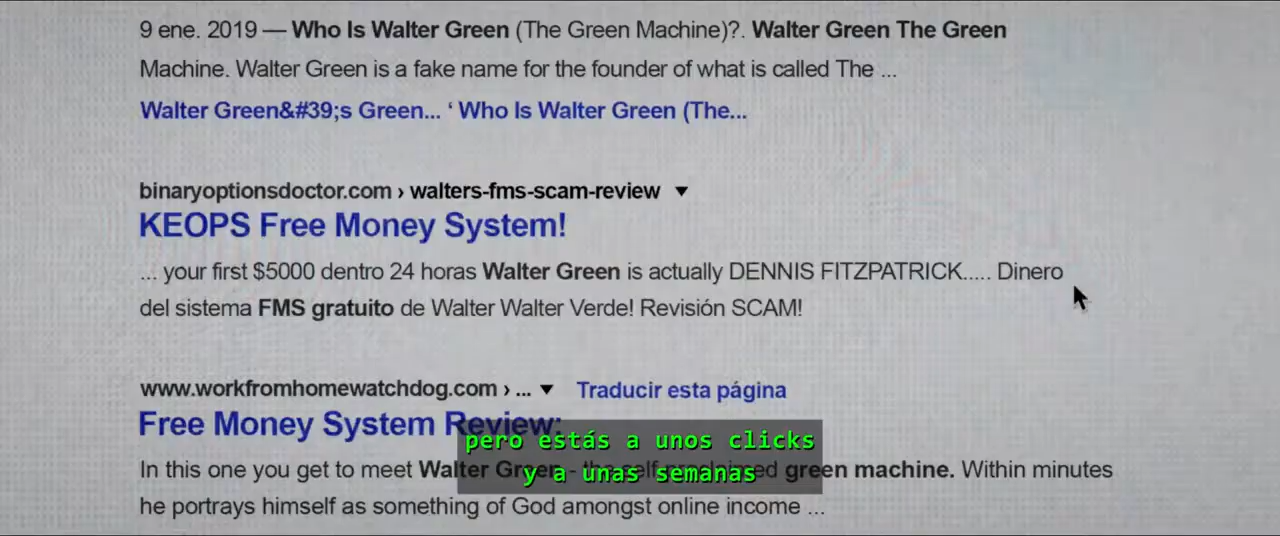 9 ene. 2019 — Who Is Walter Green (The Green Machine)?. Walter Green The Green
Machine. Walter Green is a fake name for the founder of what is called The ...
Walter Green&#39;s Green... ‘ Who Is Walter Green (The...
binaryoptionsdoctor.com › walters-fms-scam-review ▼
KEOPS Free Money System!
... your first $5000 dentro 24 horas Walter Green is actually DENNIS FITZPATRICK..... Dinero
del sistema FMS gratuito de Walter Walter Verde! Revisión SCAM!
www.workfromhomewatchdog.com › ... ▼ Traducir esta página
Free Money System Review:
pero estás a unos clicks
In this one you get to meet Walter Green - the self proclaimed green machine. Within minutes
y a unas semanas
he portrays himself as something of God amongst online income ...